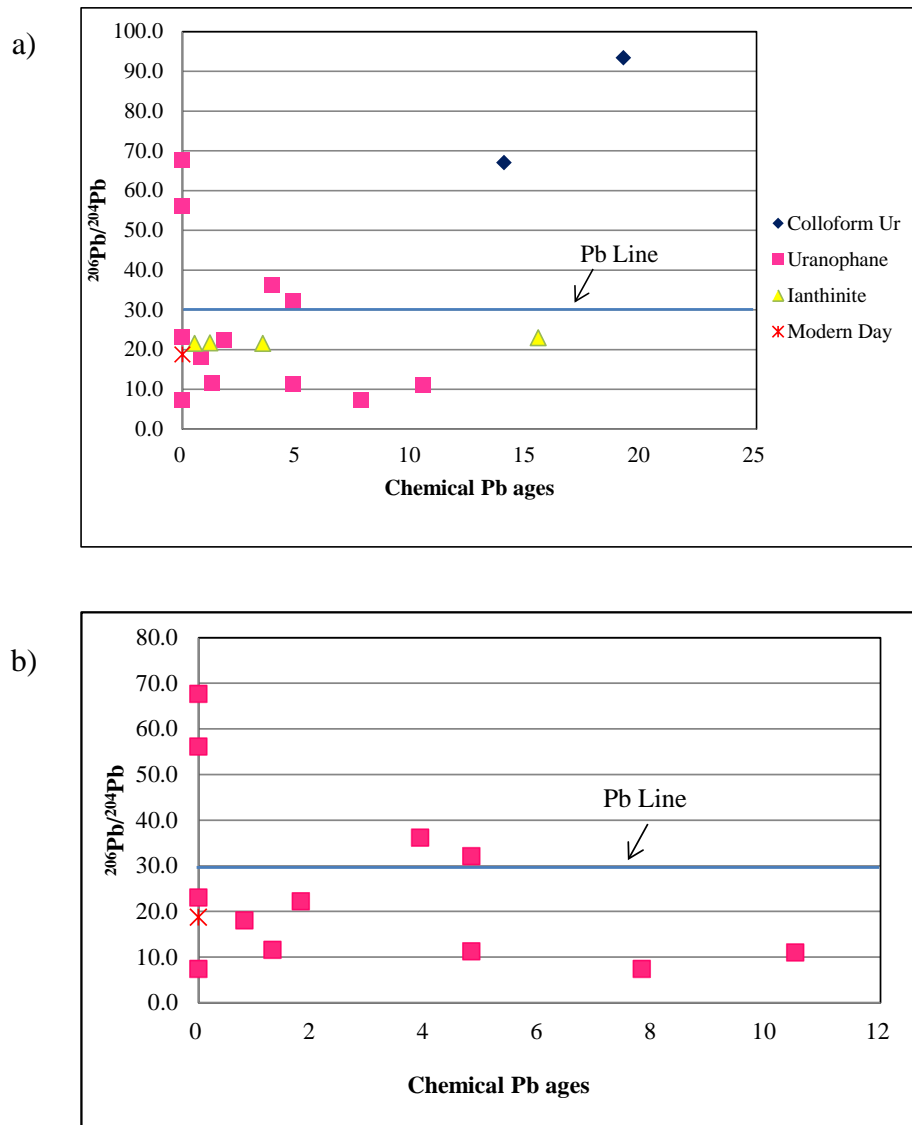 a)
100.0
90.0
80.0
70.0
60.0
50.0
40.0
30.0
20.0
10.0
0.0
²⁰⁶Pb/²⁰⁴Pb
Pb Line
0 5 10 15 20 25
Chemical Pb ages
Colloform Ur
Uranophane
Ianthinite
Modern Day
b)
80.0
70.0
60.0
50.0
40.0
30.0
20.0
10.0
0.0
²⁰⁶Pb/²⁰⁴Pb
Pb Line
0 2 4 6 8 10 12
Chemical Pb ages